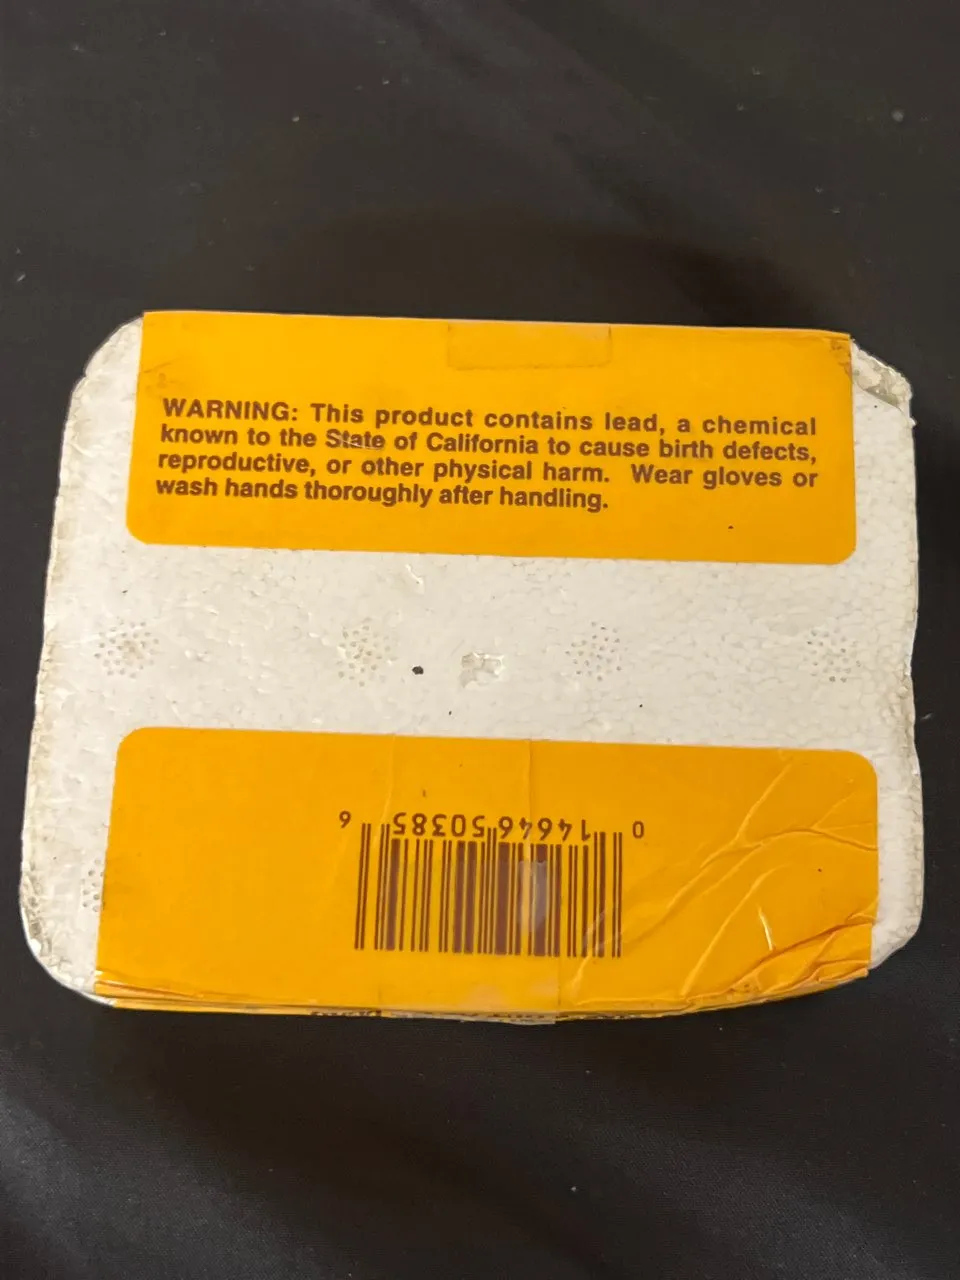 WARNING: This product contains lead, a chemical
known to the State of California to cause birth defects,
reproductive, or other physical harm. Wear gloves or
wash hands thoroughly after handling.
0 14646 50385 6